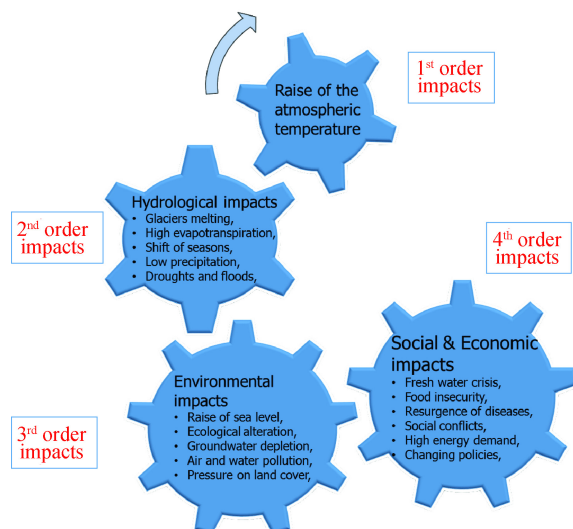 1st order
impacts
Raise of the
atmospheric
temperature
2nd order
impacts
Hydrological impacts
• Glaciers melting,
• High evapotranspiration,
• Shift of seasons,
• Low precipitation,
• Droughts and floods,
3rd order
impacts
Environmental
impacts
• Raise of sea level,
• Ecological alteration,
• Groundwater depletion,
• Air and water pollution,
• Pressure on land cover,
4th order
impacts
Social & Economic
impacts
• Fresh water crisis,
• Food insecurity,
• Resurgence of diseases,
• Social conflicts,
• High energy demand,
• Changing policies,